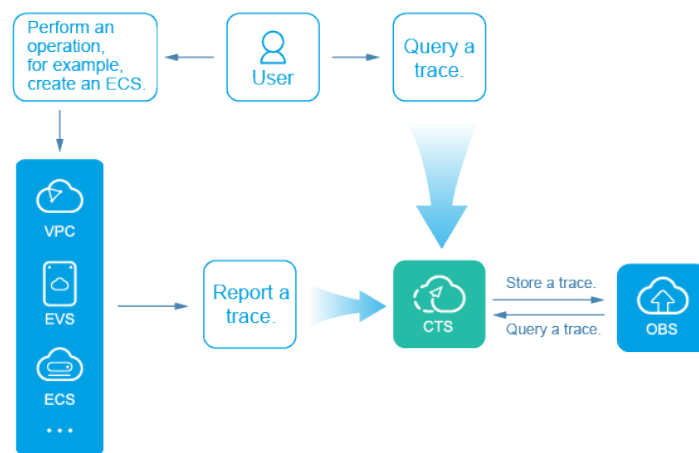 Perform an
operation,
for example,
create an ECS.
User
Query a
trace.
VPC
EVS
ECS
...
Report a
trace.
CTS
Store a trace.
Query a trace.
OBS